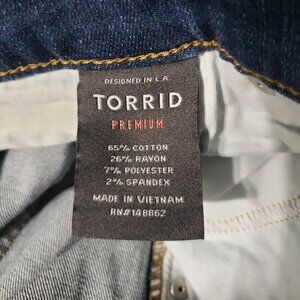 DESIGNED IN L.A.
TORRID
PREMIUM
65% COTTON
26% RAYON
7% POLYESTER
2% SPANDEX
MADE IN VIETNAM
RN#148862